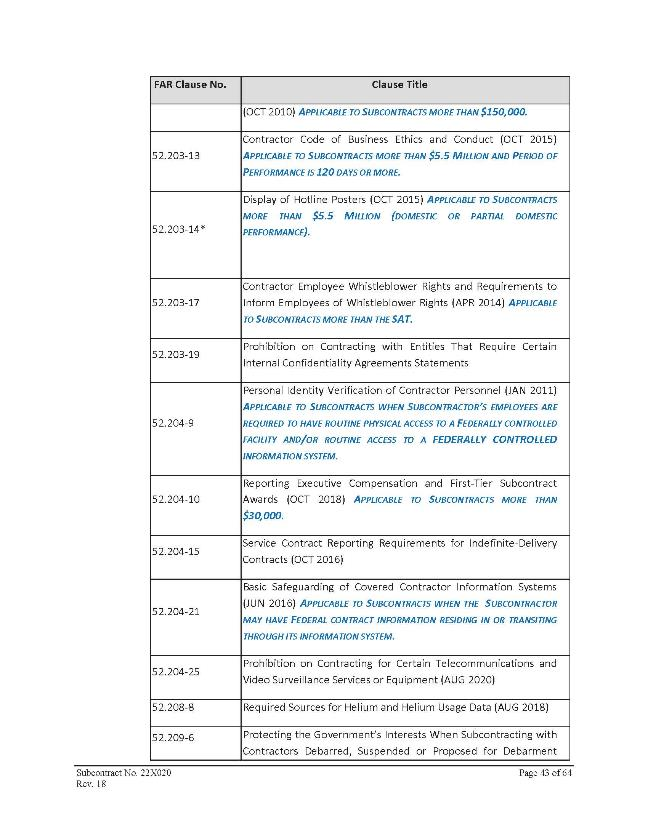 FAR Clause No. Clause Title
(OCT 2010) APPLICABLE TO SUBCONTRACTS MORE THAN $150,000.
52.203-13
Contractor Code of Business Ethics and Conduct (OCT 2015)
APPLICABLE TO SUBCONTRACTS MORE THAN $5.5 MILLION AND PERIOD OF
PERFORMANCE IS 120 DAYS OR MORE.
52.203-14*
Display of Hotline Posters (OCT 2015) APPLICABLE TO SUBCONTRACTS
MORE THAN $5.5 MILLION (DOMESTIC OR PARTIAL DOMESTIC
PERFORMANCE).
52.203-17
Contractor Employee Whistleblower Rights and Requirements to
Inform Employees of Whistleblower Rights (APR 2014) APPLICABLE
TO SUBCONTRACTS MORE THAN THE SAT.
52.203-19
Prohibition on Contracting with Entities That Require Certain
Internal Confidentiality Agreements Statements
52.204-9
Personal Identity Verification of Contractor Personnel (JAN 2011)
APPLICABLE TO SUBCONTRACTS WHEN SUBCONTRACTOR'S EMPLOYEES ARE
REQUIRED TO HAVE ROUTINE PHYSICAL ACCESS TO A FEDERALLY CONTROLLED
FACILITY AND/OR ROUTINE ACCESS TO A FEDERALLY CONTROLLED
INFORMATION SYSTEM.
52.204-10
Reporting Executive Compensation and First-Tier Subcontract
Awards (OCT 2018) APPLICABLE TO SUBCONTRACTS MORE THAN
$30,000.
52.204-15
Service Contract Reporting Requirements for Indefinite-Delivery
Contracts (OCT 2016)
52.204-21
Basic Safeguarding of Covered Contractor Information Systems
(JUN 2016) APPLICABLE TO SUBCONTRACTS WHEN THE SUBCONTRACTOR
MAY HAVE FEDERAL CONTRACT INFORMATION RESIDING IN OR TRANSITING
THROUGH ITS INFORMATION SYSTEM.
52.204-25
Prohibition on Contracting for Certain Telecommunications and
Video Surveillance Services or Equipment (AUG 2020)
52.208-8 Required Sources for Helium and Helium Usage Data (AUG 2018)
52.209-6
Protecting the Government's Interests When Subcontracting with
Contractors Debarred, Suspended or Proposed for Debarment
Subcontract No. 22X020 Page 43 of 64
Rev. 18